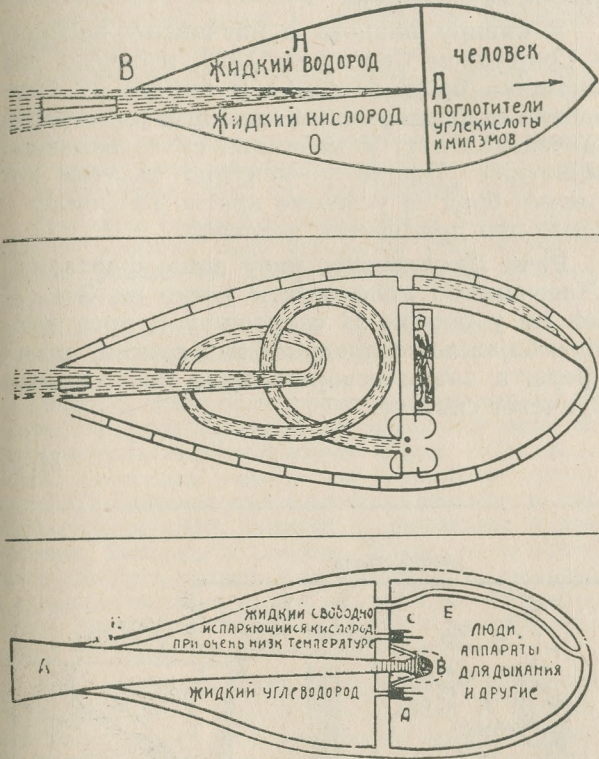 H
B
ЖИДКИЙ ВОДОРОД
ЧЕЛОВЕК
A
ЖИДКИЙ КИСЛОРОД
O
ПОГЛОТИТЕЛИ
УГЛЕКИСЛОТЫ
И МИАЗМОВ
ЖИДКИЙ СВОБОДНО
ИСПАРЯЮЩИЙСЯ КИСЛОРОД
ПРИ ОЧЕНЬ НИЗК ТЕМПЕРАТУРЕ
C
E
A
B
ЛЮДИ,
АППАРАТЫ
ДЛЯ ДЫХАНИЯ
И ДРУГИЕ
ЖИДКИЙ УГЛЕВОДОРОД